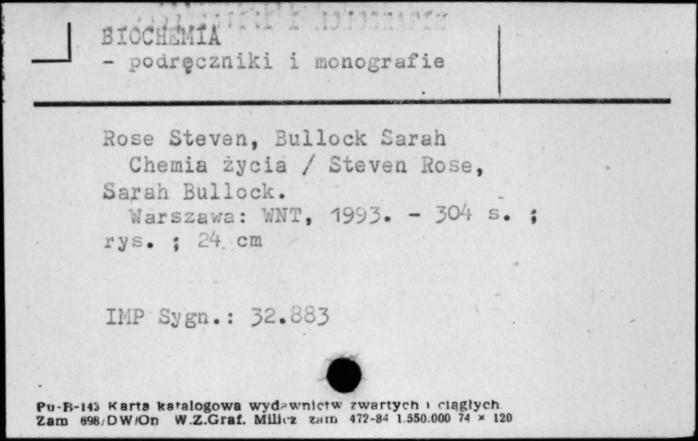 BIOCHEMIA
- podręczniki i monografie
Rose Steven, Bullock Sarah
Chemia życia / Steven Rose,
Sarah Bullock.
Warszawa: WNT, 1993. - 304 s. ;
rys. ; 24 cm
IMP Sygn.: 32.883
Pu-B-143 Karta katalogowa wydawnictw zwartych i ciągłych
Zam 698/DW/On W.Z.Graf. Milicz zam 472-84 1.550.000 74 × 120